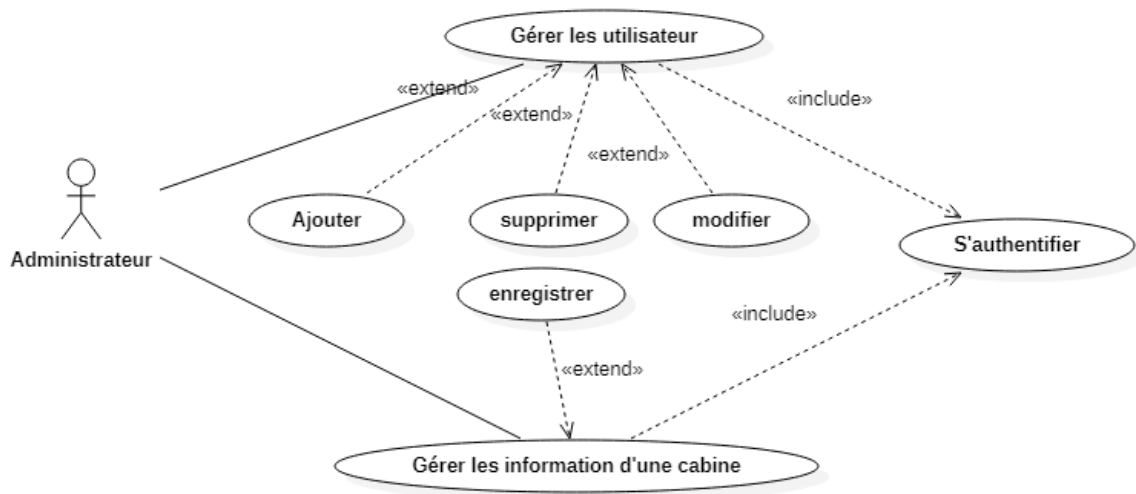 Gérer les utilisateur
«extend»
«extend»
«include»
«extend»
Ajouter
supprimer
modifier
S'authentifier
Administrateur
enregistrer
«include»
«extend»
Gérer les information d'une cabine